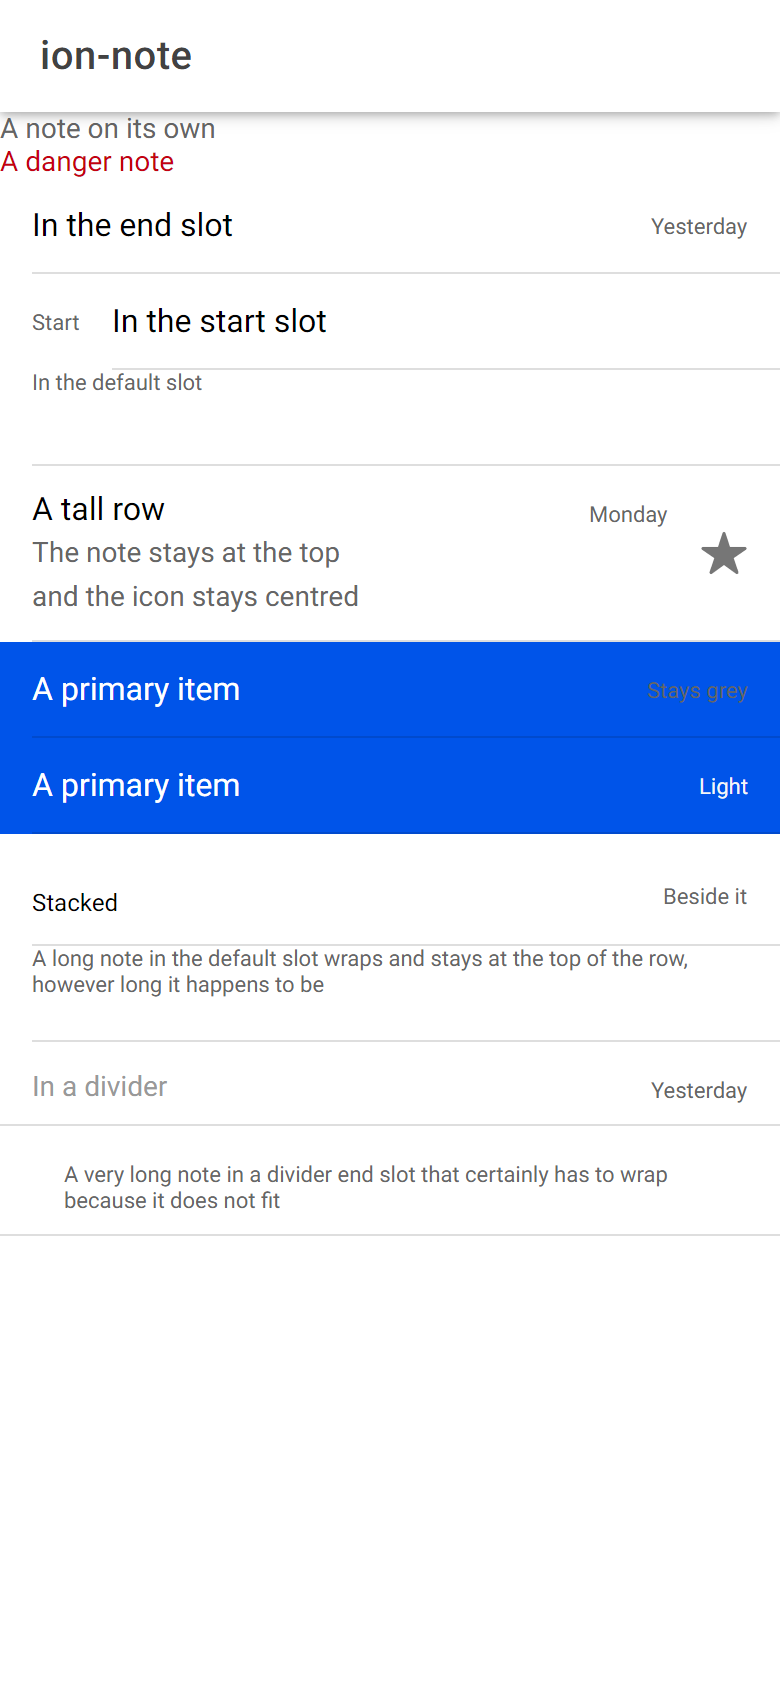 ion-note
A note on its own
A danger note
In the end slot Yesterday
Start In the start slot
In the default slot
A tall row Monday
The note stays at the top
and the icon stays centred
A primary item Stays grey
A primary item Light
Stacked Beside it
A long note in the default slot wraps and stays at the top of the row,
however long it happens to be
In a divider Yesterday
A very long note in a divider end slot that certainly has to wrap
because it does not fit